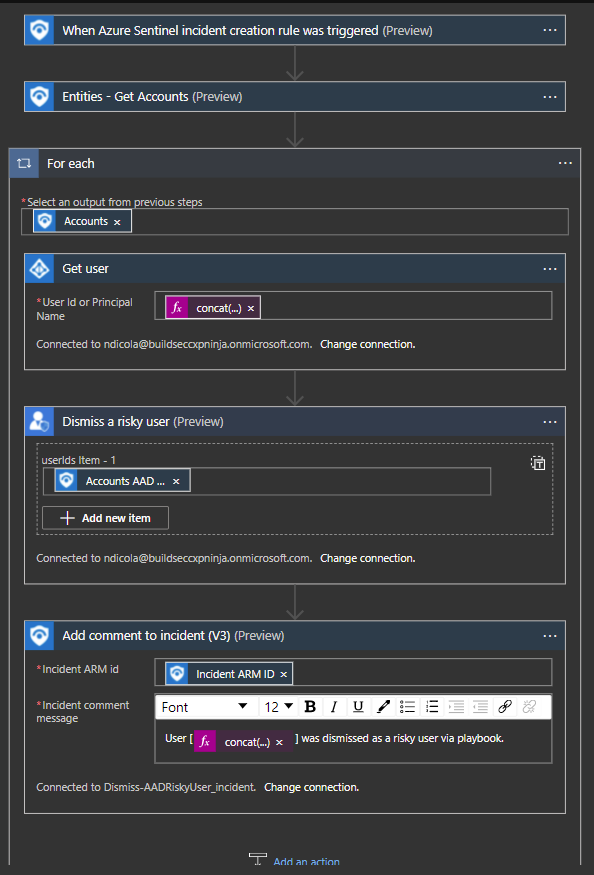 When Azure Sentinel incident creation rule was triggered (Preview)
Entities - Get Accounts (Preview)
For each
*Select an output from previous steps
Accounts ×
Get user
*User Id or Principal
Name
fx concat(...) ×
Connected to ndicola@buildseccxpninja.onmicrosoft.com. Change connection.
Dismiss a risky user (Preview)
userIds Item - 1
Accounts AAD ... ×
Add new item
Connected to ndicola@buildseccxpninja.onmicrosoft.com. Change connection.
Add comment to incident (V3) (Preview)
*Incident ARM id
Incident ARM ID ×
*Incident comment
message
Font 12 B I U
User [ fx concat(...) × ] was dismissed as a risky user via playbook.
Connected to Dismiss-AADRiskyUser_incident. Change connection.
Add an action